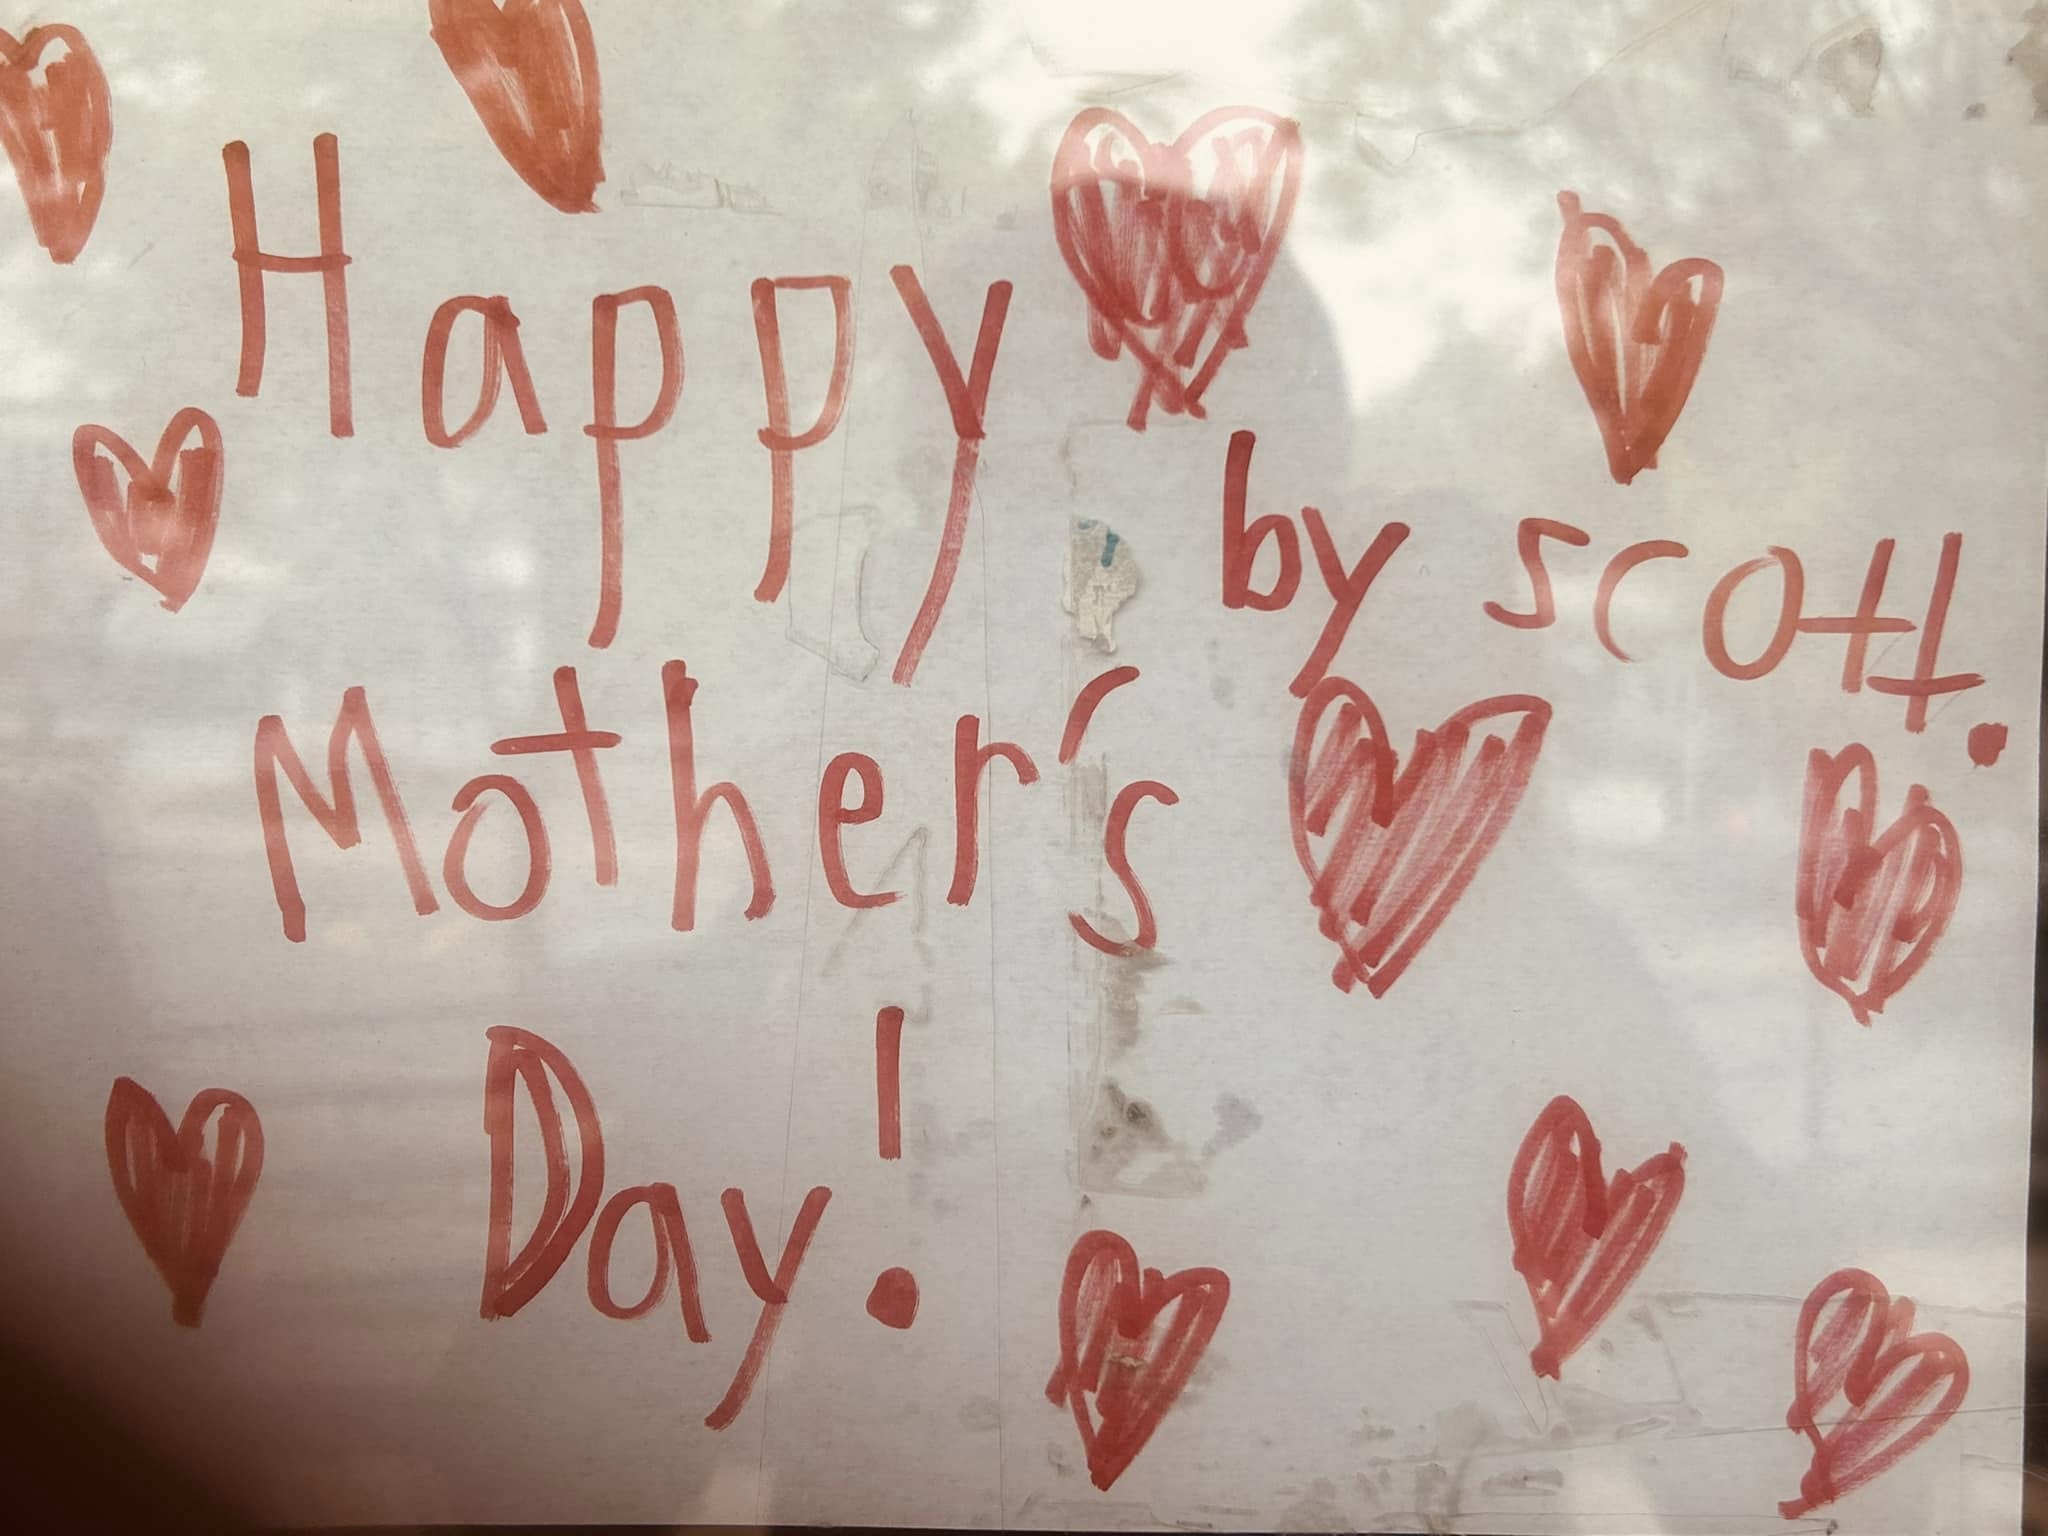 Happy
by scott.
Mother's
Day!